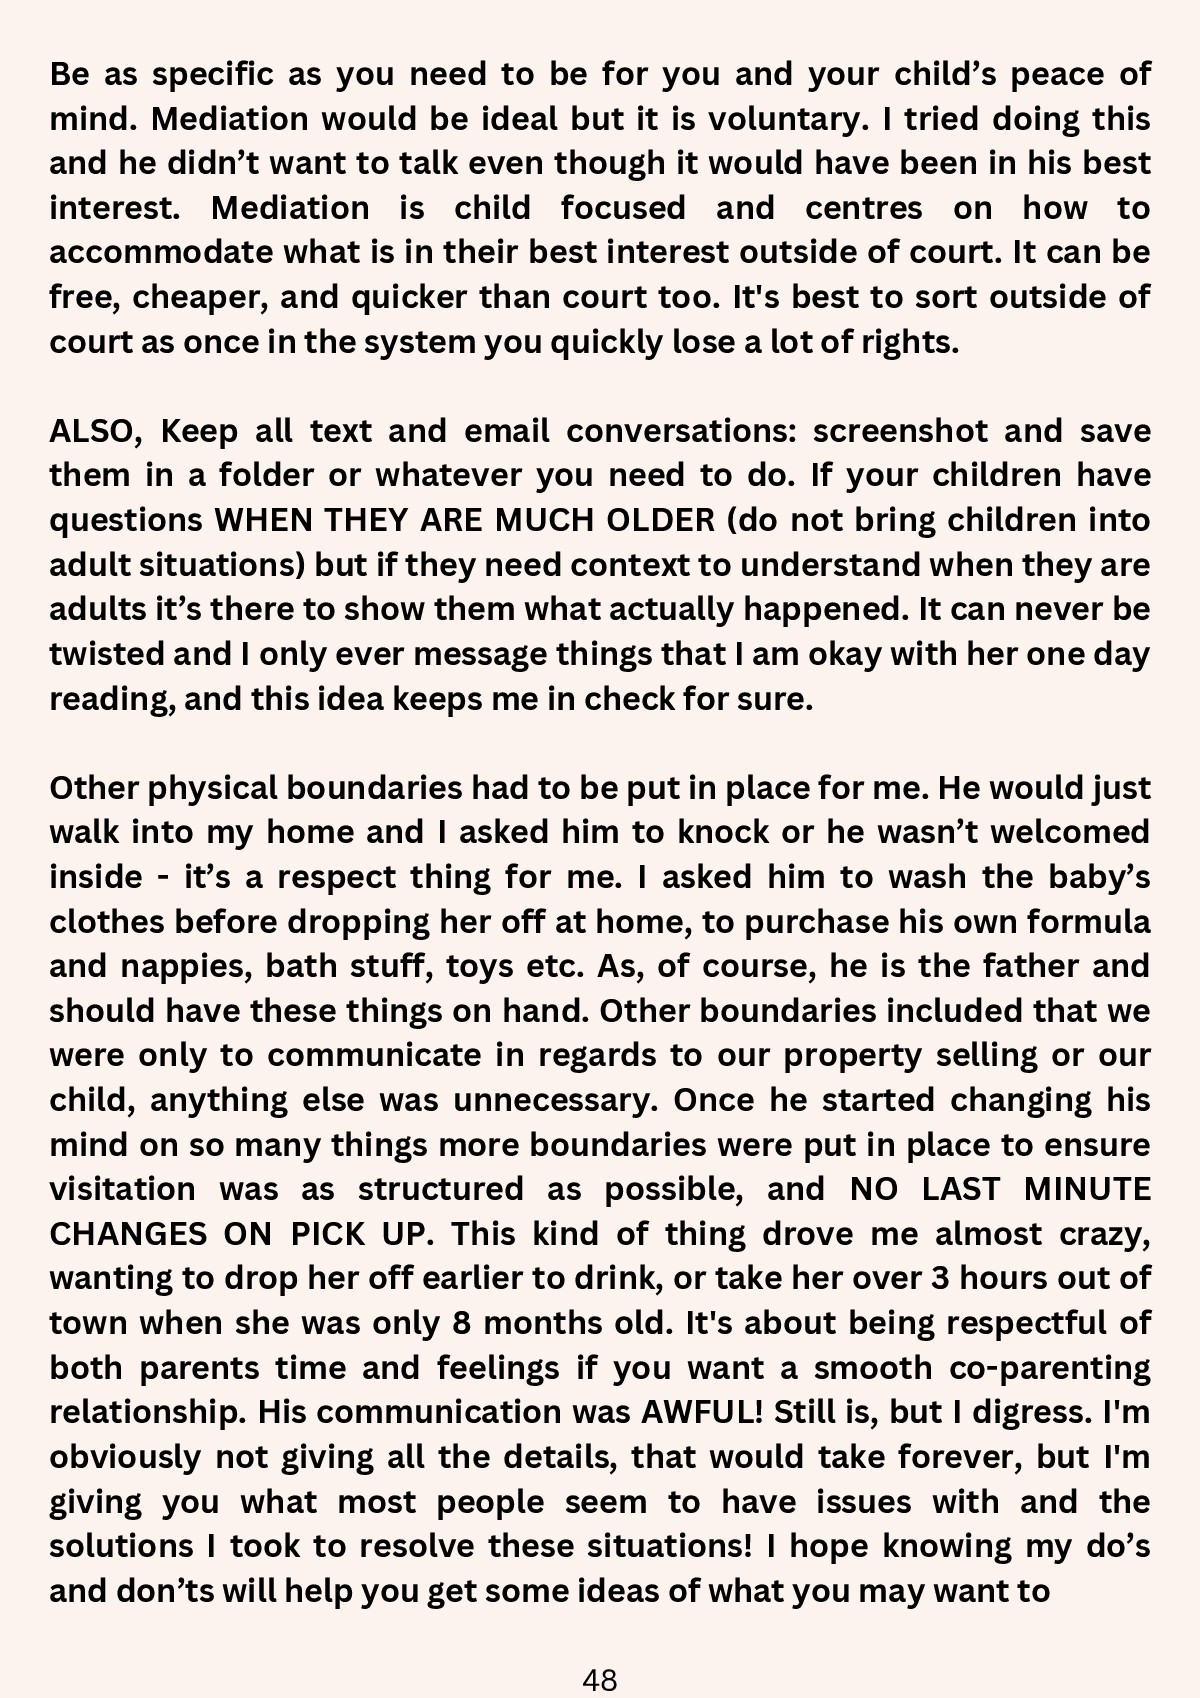 Be as specific as you need to be for you and your child’s peace of
mind. Mediation would be ideal but it is voluntary. I tried doing this
and he didn’t want to talk even though it would have been in his best
interest. Mediation is child focused and centres on how to
accommodate what is in their best interest outside of court. It can be
free, cheaper, and quicker than court too. It's best to sort outside of
court as once in the system you quickly lose a lot of rights.
ALSO, Keep all text and email conversations: screenshot and save
them in a folder or whatever you need to do. If your children have
questions WHEN THEY ARE MUCH OLDER (do not bring children into
adult situations) but if they need context to understand when they are
adults it’s there to show them what actually happened. It can never be
twisted and I only ever message things that I am okay with her one day
reading, and this idea keeps me in check for sure.
Other physical boundaries had to be put in place for me. He would just
walk into my home and I asked him to knock or he wasn’t welcomed
inside - it’s a respect thing for me. I asked him to wash the baby’s
clothes before dropping her off at home, to purchase his own formula
and nappies, bath stuff, toys etc. As, of course, he is the father and
should have these things on hand. Other boundaries included that we
were only to communicate in regards to our property selling or our
child, anything else was unnecessary. Once he started changing his
mind on so many things more boundaries were put in place to ensure
visitation was as structured as possible, and NO LAST MINUTE
CHANGES ON PICK UP. This kind of thing drove me almost crazy,
wanting to drop her off earlier to drink, or take her over 3 hours out of
town when she was only 8 months old. It's about being respectful of
both parents time and feelings if you want a smooth co-parenting
relationship. His communication was AWFUL! Still is, but I digress. I'm
obviously not giving all the details, that would take forever, but I'm
giving you what most people seem to have issues with and the
solutions I took to resolve these situations! I hope knowing my do’s
and don’ts will help you get some ideas of what you may want to
48